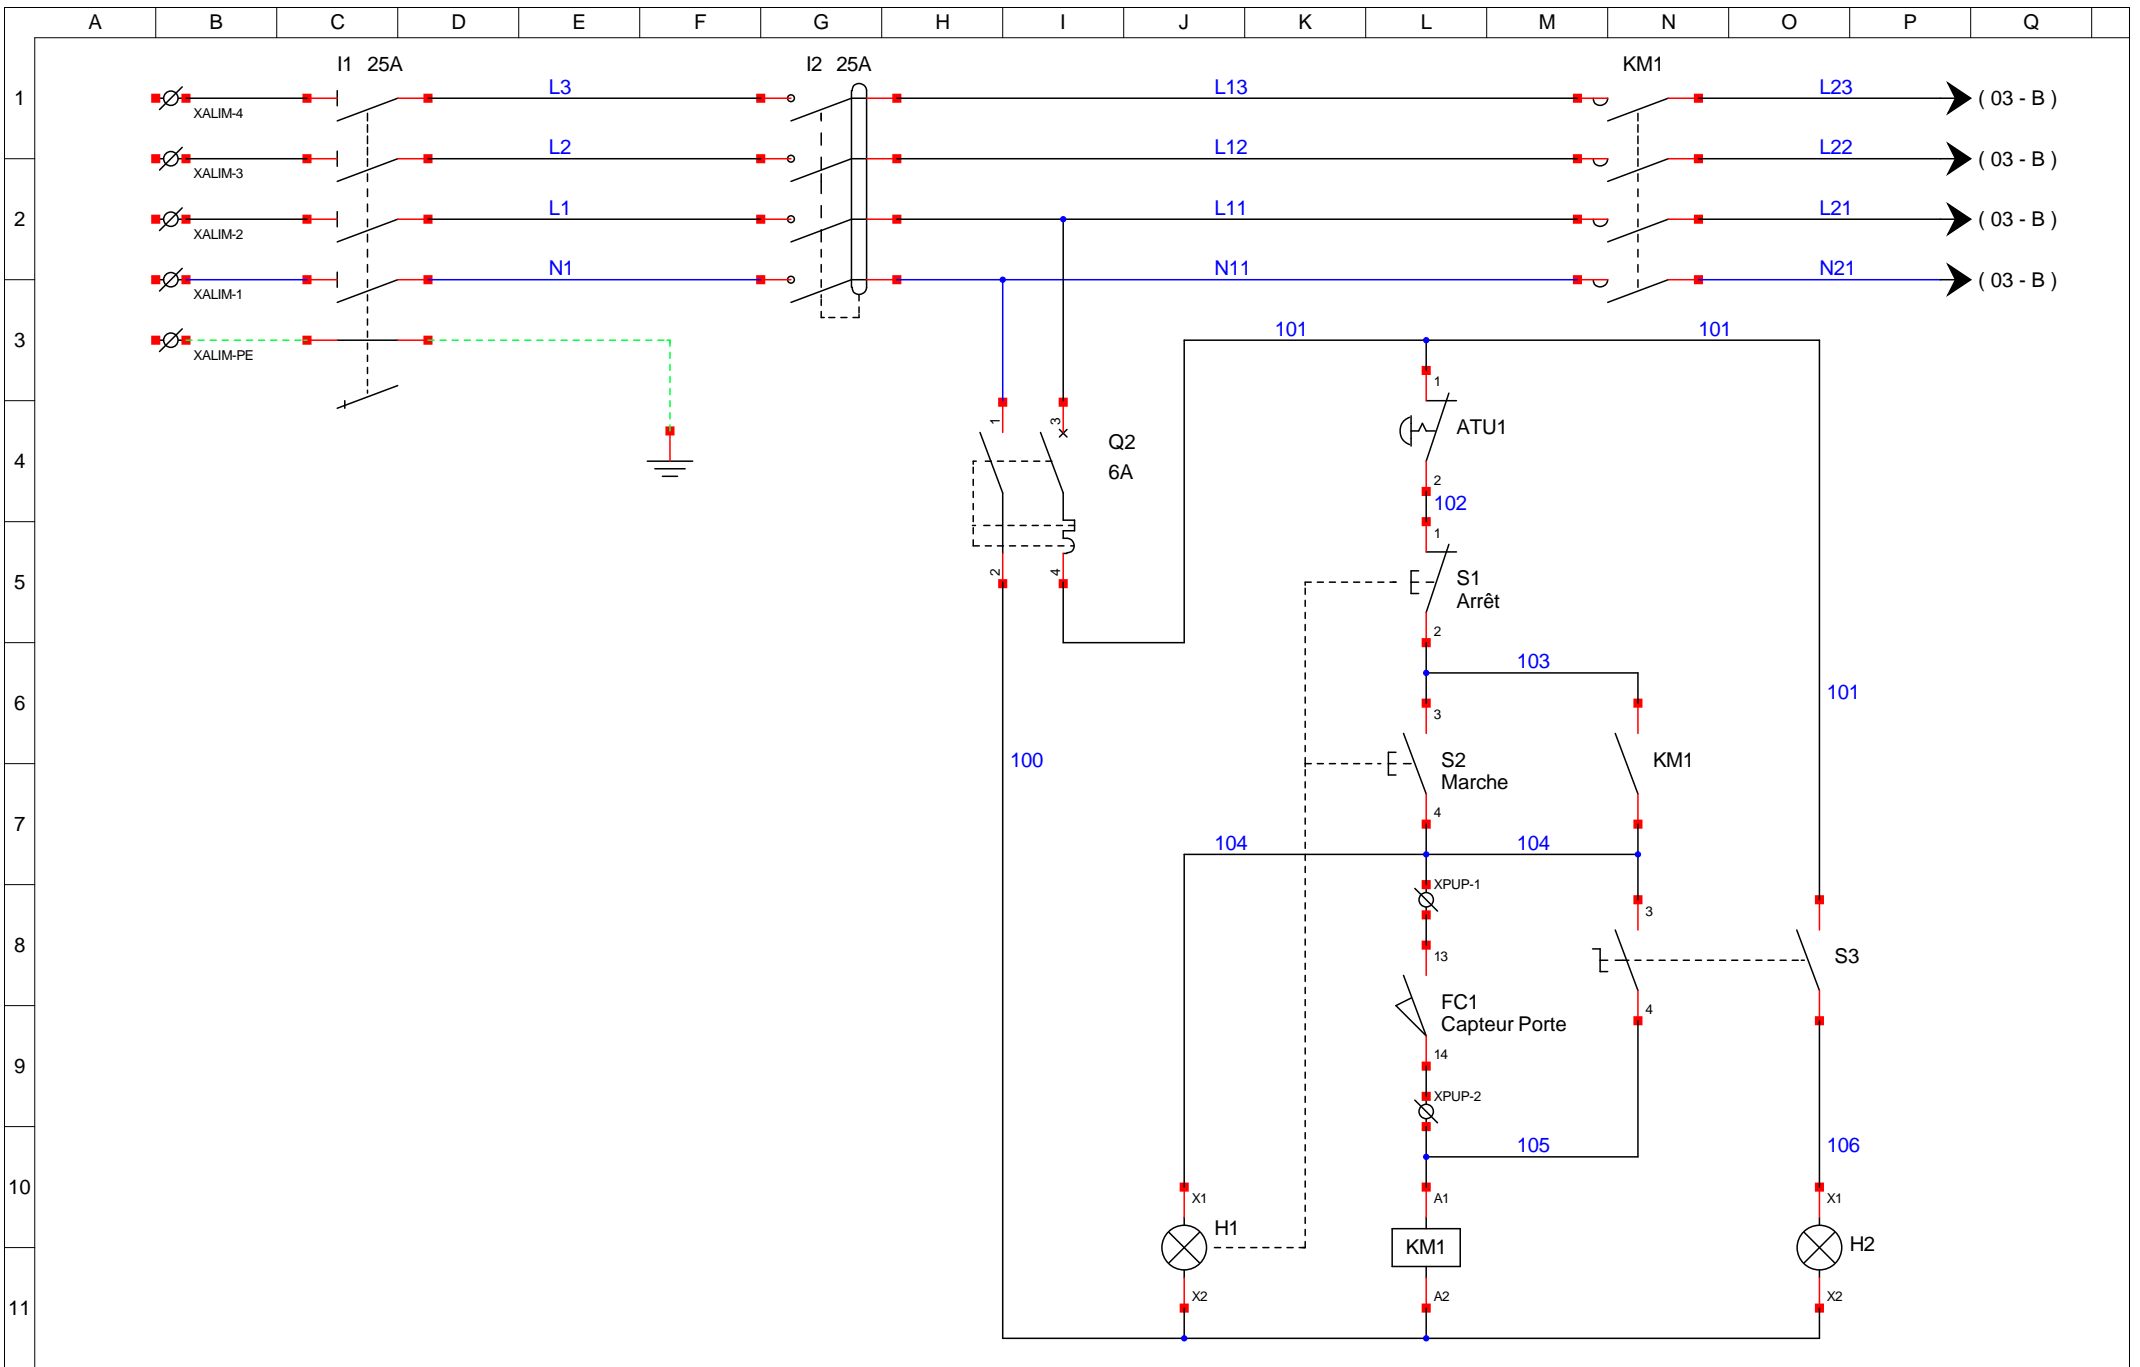 A B C D E F G H I J K L M N O P Q
I1 25A I2 25A KM1
1 L3 L13 L23 ( 03 - B )
XALIM-4
L2 L12 L22 ( 03 - B )
XALIM-3
2 L1 L11 L21 ( 03 - B )
XALIM-2
N1 N11 N21 ( 03 - B )
XALIM-1
3 101 101
XALIM-PE
1
1 3 ATU1
Q2
4
6A
2
102
1
2 4
5 S1
Arrêt
2
103
6 101
3
100 S2 KM1
Marche
7 4
104 104
XPUP-1
3
8 13 S3
FC1 4
Capteur Porte
14
9
XPUP-2
105 106
10 X1 A1 X1
H1 KM1 H2
11 X2 A2 X2